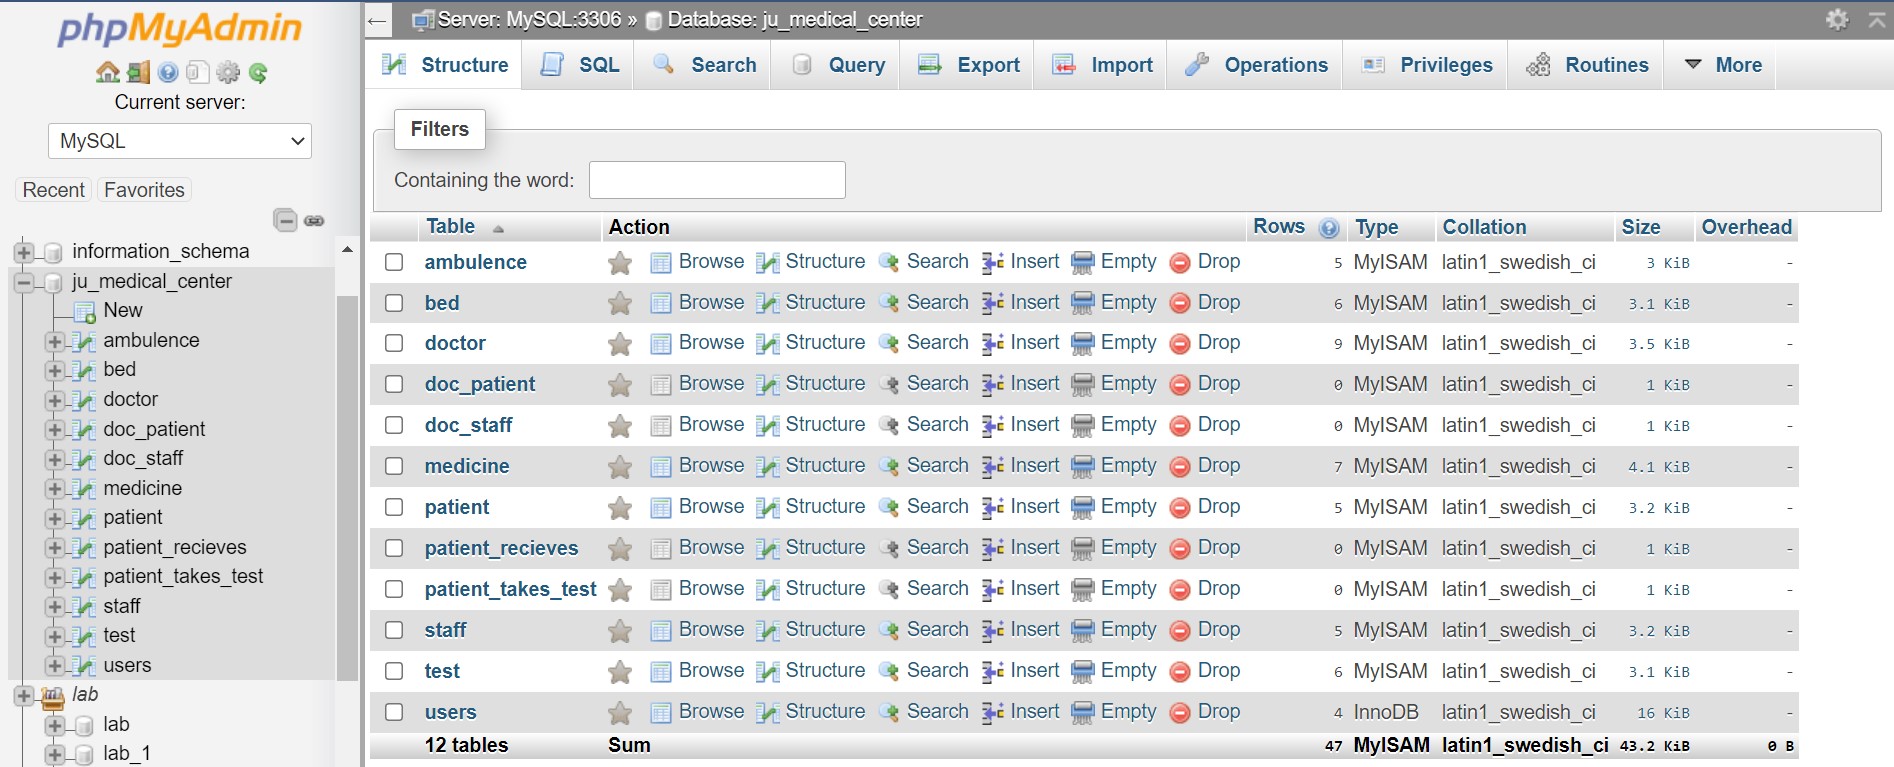 phpMyAdmin
Current server:
MySQL
Recent Favorites
information_schema
ju_medical_center
New
ambulence
bed
doctor
doc_patient
doc_staff
medicine
patient
patient_recieves
patient_takes_test
staff
test
users
lab
lab
lab_1
Server: MySQL:3306 » Database: ju_medical_center
Structure SQL Search Query Export Import Operations Privileges Routines More
Filters
Containing the word:
Table Action Rows Type Collation Size Overhead
ambulence Browse Structure Search Insert Empty Drop 5 MyISAM latin1_swedish_ci 3 KiB -
bed Browse Structure Search Insert Empty Drop 6 MyISAM latin1_swedish_ci 3.1 KiB -
doctor Browse Structure Search Insert Empty Drop 9 MyISAM latin1_swedish_ci 3.5 KiB -
doc_patient Browse Structure Search Insert Empty Drop 0 MyISAM latin1_swedish_ci 1 KiB -
doc_staff Browse Structure Search Insert Empty Drop 0 MyISAM latin1_swedish_ci 1 KiB -
medicine Browse Structure Search Insert Empty Drop 7 MyISAM latin1_swedish_ci 4.1 KiB -
patient Browse Structure Search Insert Empty Drop 5 MyISAM latin1_swedish_ci 3.2 KiB -
patient_recieves Browse Structure Search Insert Empty Drop 0 MyISAM latin1_swedish_ci 1 KiB -
patient_takes_test Browse Structure Search Insert Empty Drop 0 MyISAM latin1_swedish_ci 1 KiB -
staff Browse Structure Search Insert Empty Drop 5 MyISAM latin1_swedish_ci 3.2 KiB -
test Browse Structure Search Insert Empty Drop 6 MyISAM latin1_swedish_ci 3.1 KiB -
users Browse Structure Search Insert Empty Drop 4 InnoDB latin1_swedish_ci 16 KiB -
12 tables Sum 47 MyISAM latin1_swedish_ci 43.2 KiB 0 B